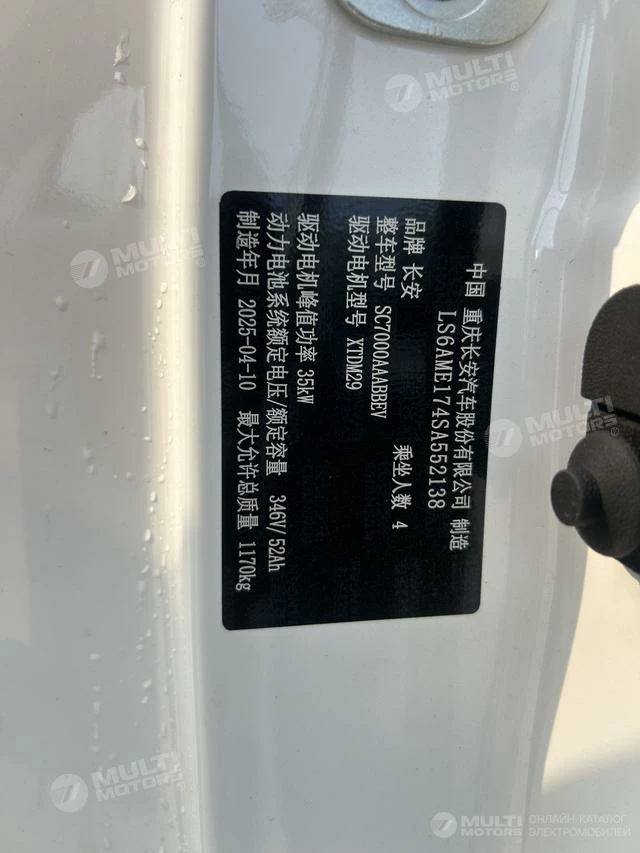 中国 重庆长安汽车股份有限公司 制造
LS6AME174SA552138
品牌 长安
整车型号 SC7000AAABBEV 乘坐人数 4
驱动电机型号 XTDM29
驱动电机峰值功率 35kW
动力电池系统额定电压/额定容量 346V/52Ah
制造年月 2025-04-10 最大允许总质量 1170kg
MULTI
MOTORS®
MULTI
MOTORS®
MULTI
MOTORS®
MULTI
MOTORS®
MULTI
MOTORS®
ОНЛАЙН-КАТАЛОГ
ЭЛЕКТРОМОБИЛЕЙ